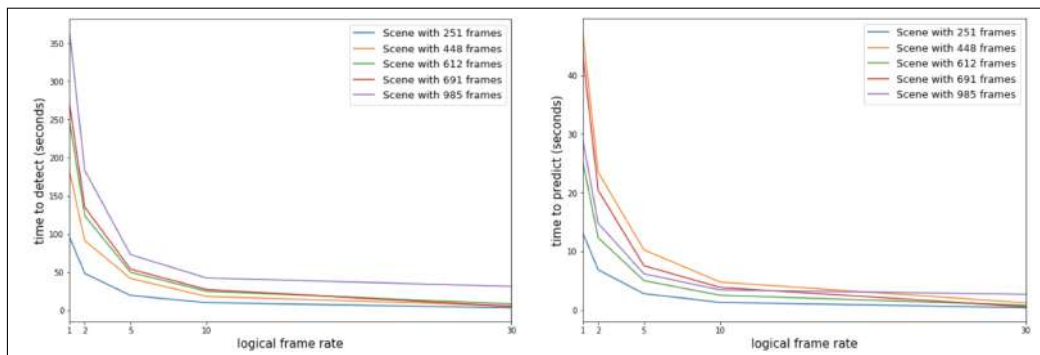 350
300
250
200
150
100
50
0
time to detect (seconds)
Scene with 251 frames
Scene with 448 frames
Scene with 612 frames
Scene with 691 frames
Scene with 985 frames
1 2 5 10 30
logical frame rate
40
30
20
10
0
time to predict (seconds)
Scene with 251 frames
Scene with 448 frames
Scene with 612 frames
Scene with 691 frames
Scene with 985 frames
1 2 5 10 30
logical frame rate